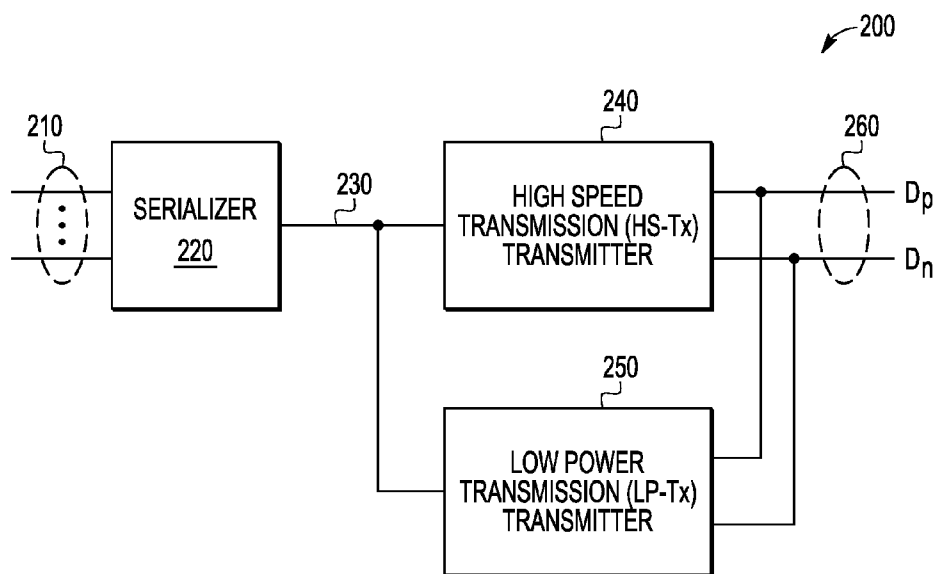 200
210
SERIALIZER
220
230
240
HIGH SPEED
TRANSMISSION (HS-Tx)
TRANSMITTER
260
Dp
Dn
250
LOW POWER
TRANSMISSION (LP-Tx)
TRANSMITTER